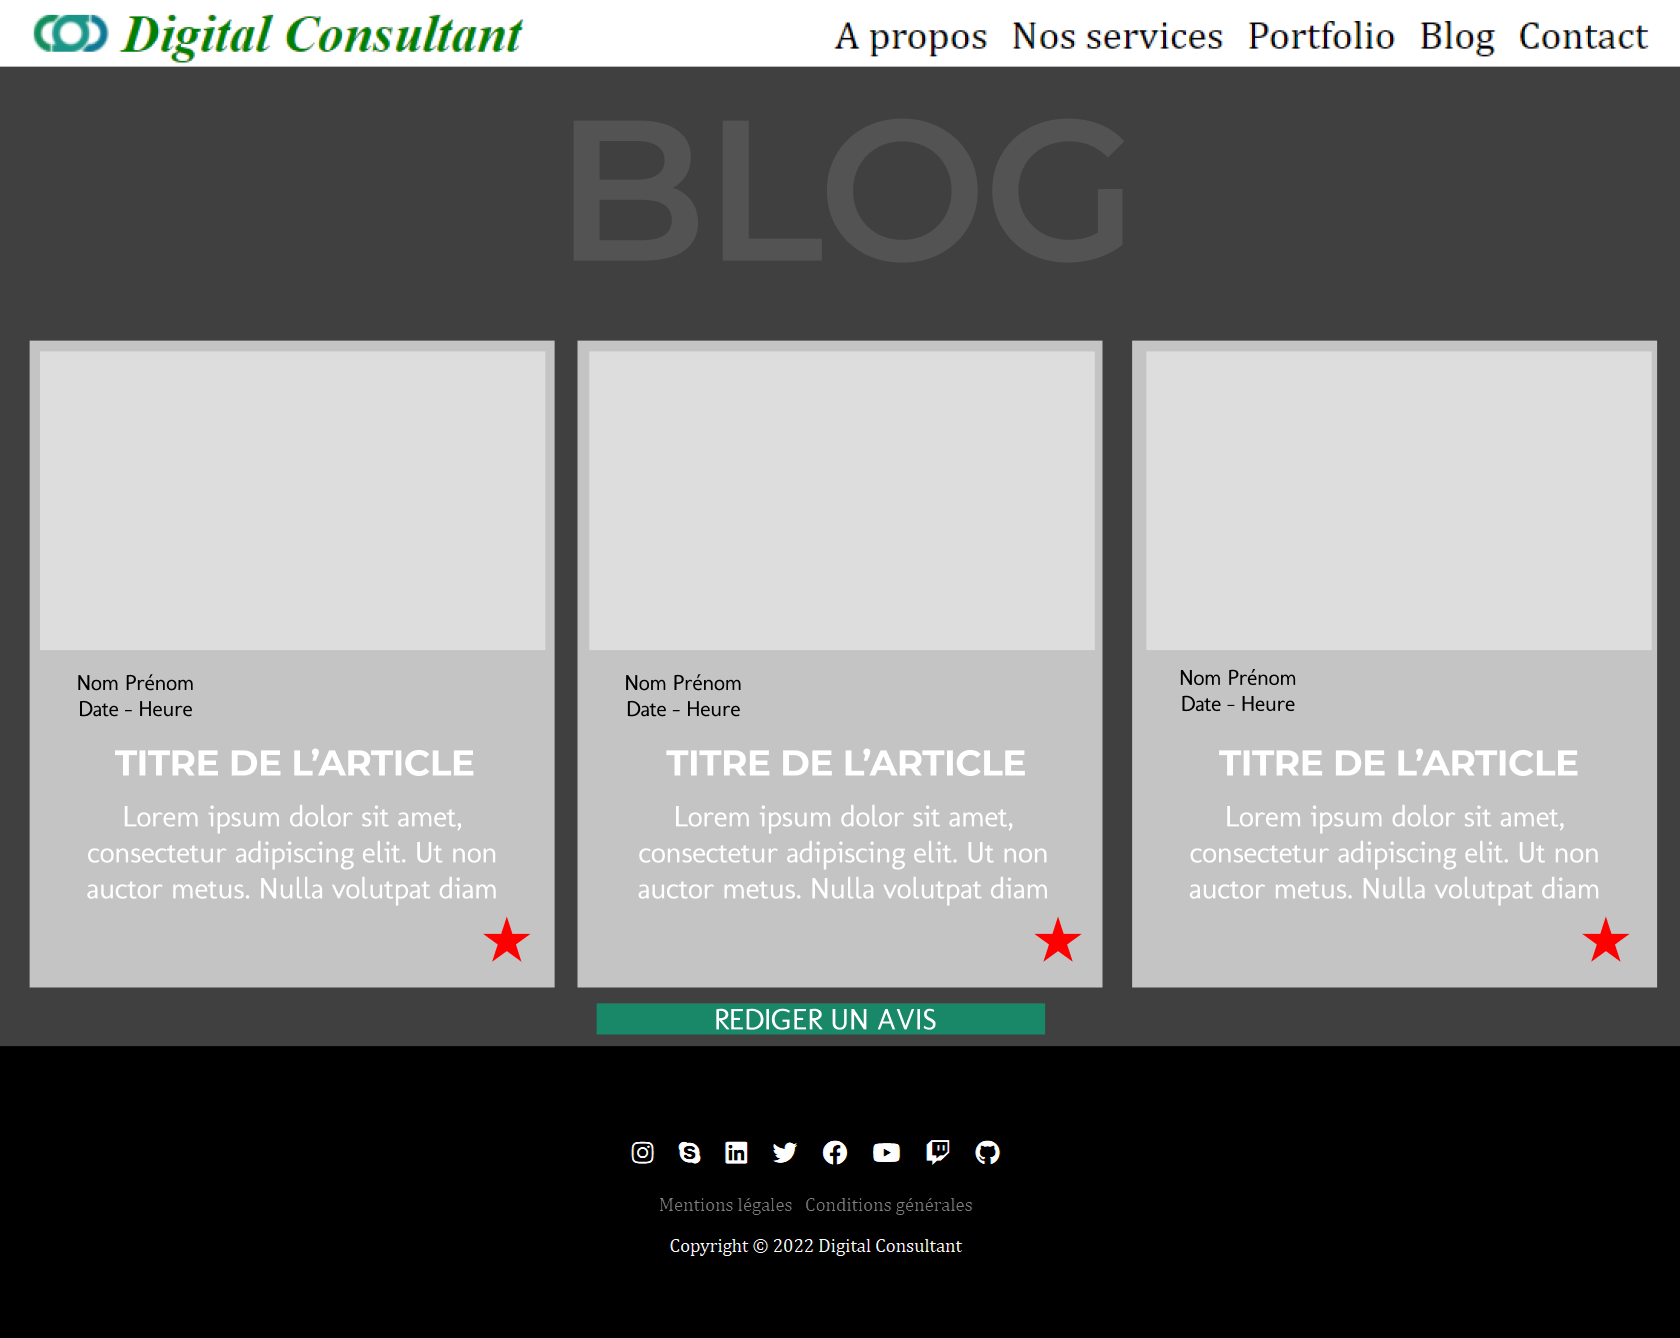 Digital Consultant
A propos Nos services Portfolio Blog Contact
BLOG
Nom Prénom
Date - Heure
TITRE DE L’ARTICLE
Lorem ipsum dolor sit amet,
consectetur adipiscing elit. Ut non
auctor metus. Nulla volutpat diam
Nom Prénom
Date - Heure
TITRE DE L’ARTICLE
Lorem ipsum dolor sit amet,
consectetur adipiscing elit. Ut non
auctor metus. Nulla volutpat diam
Nom Prénom
Date - Heure
TITRE DE L’ARTICLE
Lorem ipsum dolor sit amet,
consectetur adipiscing elit. Ut non
auctor metus. Nulla volutpat diam
REDIGER UN AVIS
Mentions légales Conditions générales
Copyright © 2022 Digital Consultant